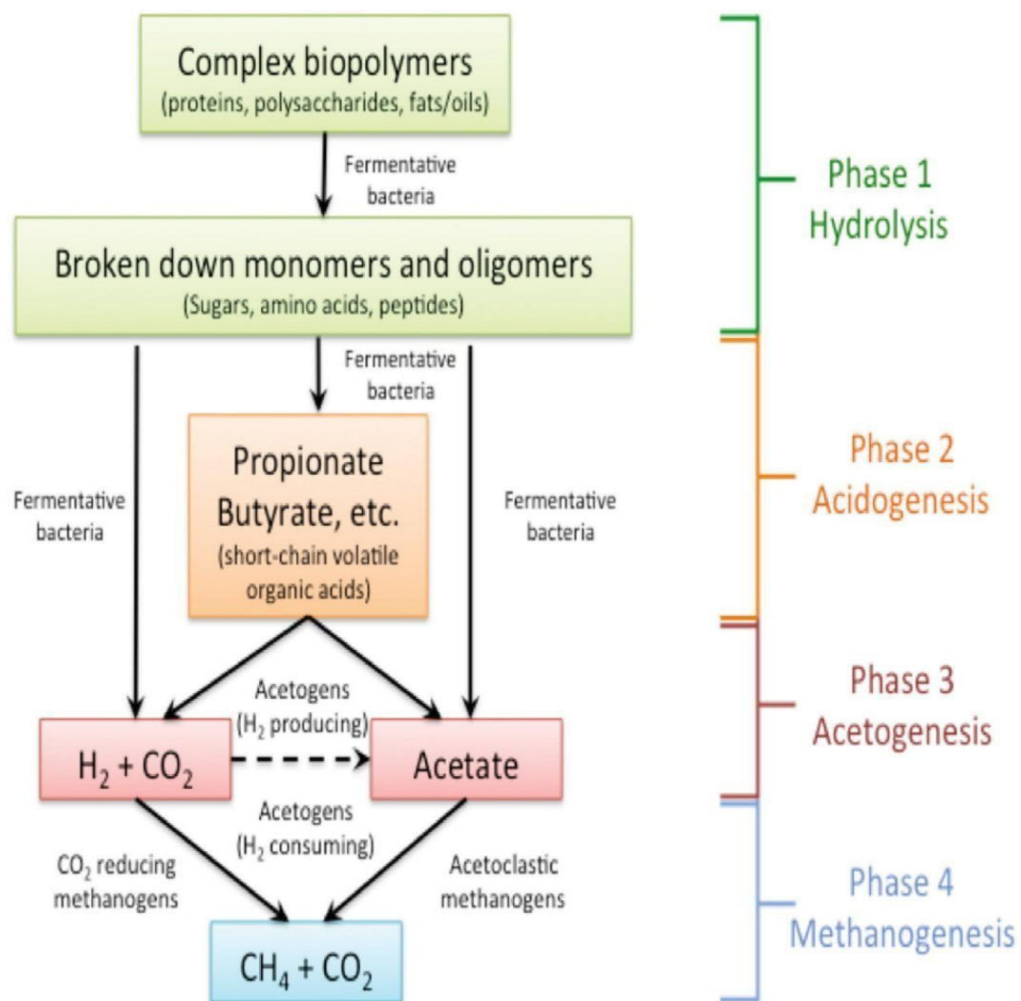 Complex biopolymers
(proteins, polysaccharides, fats/oils)
Fermentative
bacteria
Phase 1
Hydrolysis
Broken down monomers and oligomers
(Sugars, amino acids, peptides)
Fermentative
bacteria
Propionate
Butyrate, etc.
(short-chain volatile
organic acids)
Fermentative
bacteria
Fermentative
bacteria
Phase 2
Acidogenesis
Acetogens
(H₂ producing)
H₂ + CO₂
Acetate
Phase 3
Acetogenesis
Acetogens
(H₂ consuming)
CO₂ reducing
methanogens
Acetoclastic
methanogens
CH₄ + CO₂
Phase 4
Methanogenesis